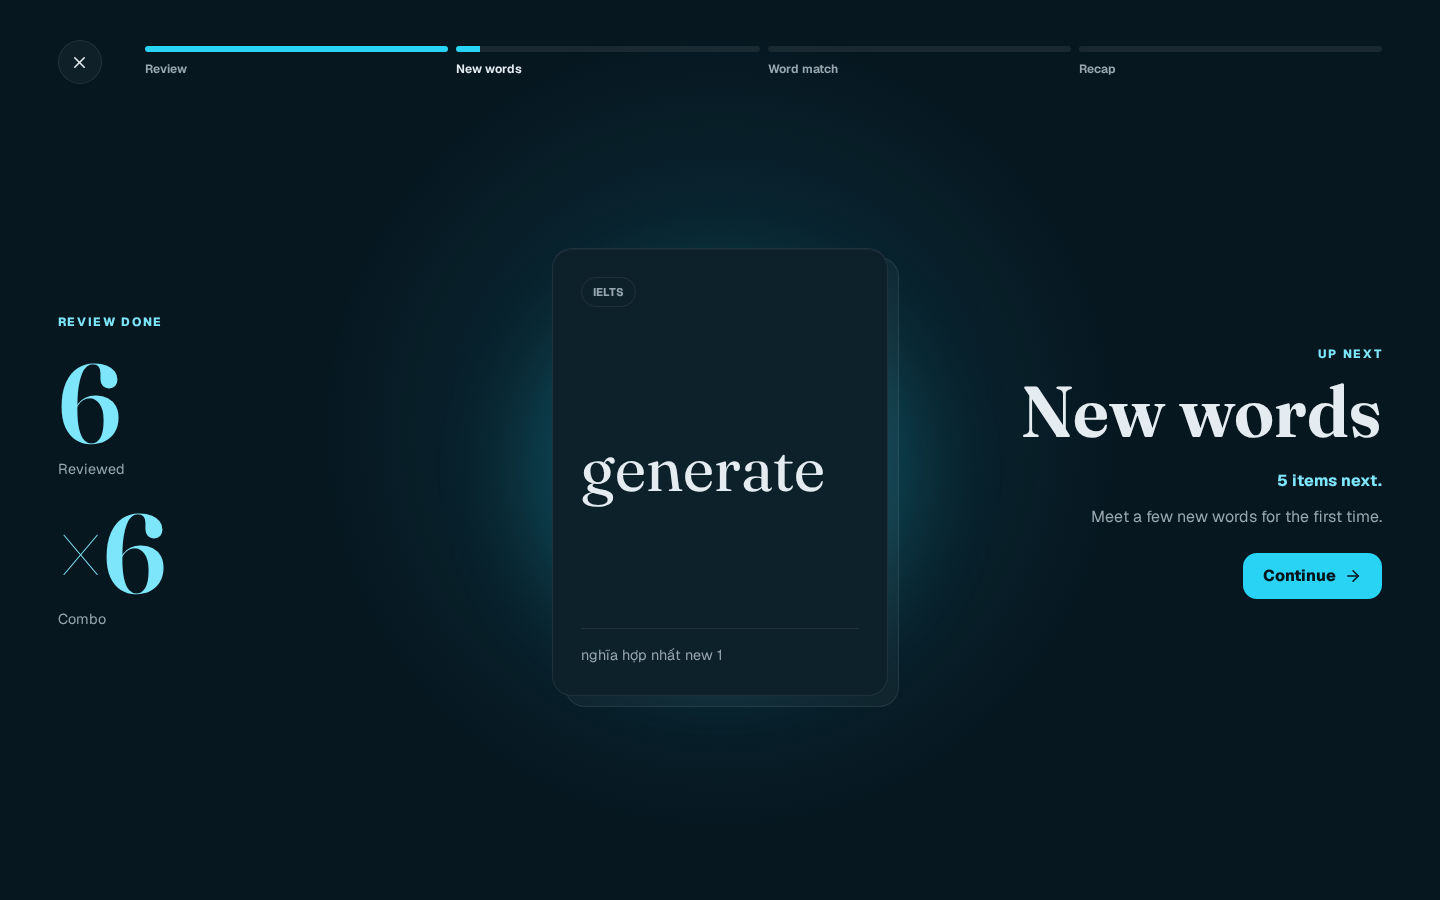 Review
New words
Word match
Recap
REVIEW DONE
6
Reviewed
×6
Combo
IELTS
generate
nghĩa hợp nhất new 1
UP NEXT
New words
5 items next.
Meet a few new words for the first time.
Continue →